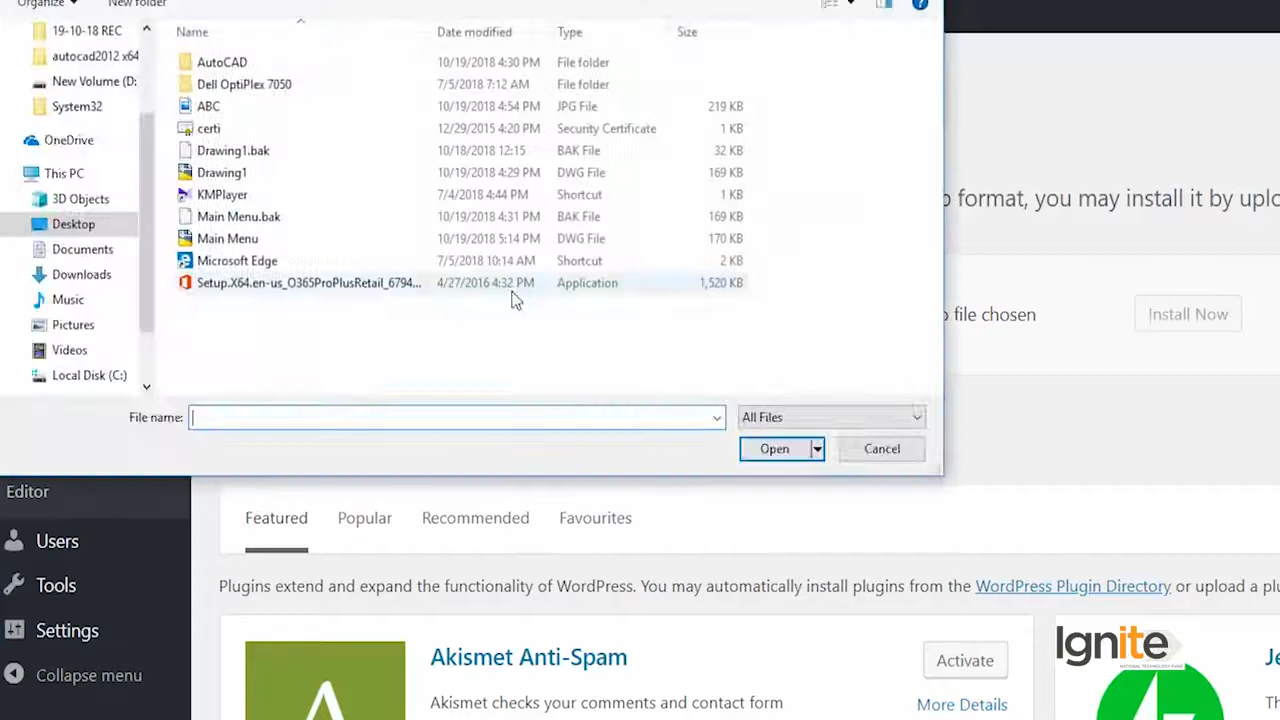 Organize New folder
19-10-18 REC
autocad2012 x64
New Volume (D:
System32
OneDrive
This PC
3D Objects
Desktop
Documents
Downloads
Music
Pictures
Videos
Local Disk (C:)
Name Date modified Type Size
AutoCAD 10/19/2018 4:30 PM File folder
Dell OptiPlex 7050 7/5/2018 7:12 AM File folder
ABC 10/19/2018 4:54 PM JPG File 219 KB
certi 12/29/2015 4:20 PM Security Certificate 1 KB
Drawing1.bak 10/18/2018 12:15 BAK File 32 KB
Drawing1 10/19/2018 4:29 PM DWG File 169 KB
KMPlayer 7/4/2018 4:44 PM Shortcut 1 KB
Main Menu.bak 10/19/2018 4:31 PM BAK File 169 KB
Main Menu 10/19/2018 5:14 PM DWG File 170 KB
Microsoft Edge 7/5/2018 10:14 AM Shortcut 2 KB
Setup.X64.en-us_O365ProPlusRetail_6794... 4/27/2016 4:32 PM Application 1,520 KB
File name: All Files
Open Cancel
format, you may install it by uplo
file chosen Install Now
Editor
Users
Tools
Settings
Collapse menu
Featured Popular Recommended Favourites
Plugins extend and expand the functionality of WordPress. You may automatically install plugins from the WordPress Plugin Directory or upload a plu
Akismet Anti-Spam Activate
Akismet checks your comments and contact form More Details
Ignite
NATIONAL TECHNOLOGY FUND
Je